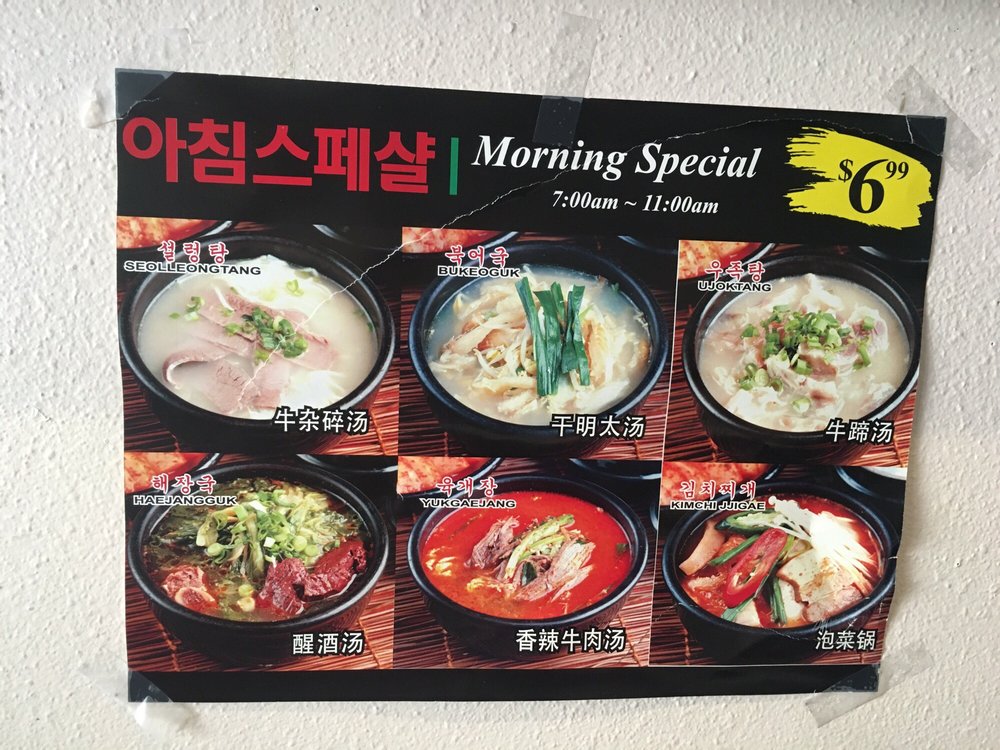 아침스페샬 | Morning Special
7:00am ~ 11:00am
$6.99
설렁탕
SEOLLEONGTANG
牛杂碎汤
북어국
BUKEOGUK
干明太汤
우족탕
UJOKTANG
牛蹄汤
해장국
HAEJANGGUK
醒酒汤
육개장
YUKGAEJANG
香辣牛肉汤
김치찌개
KIMCHI JJIGAE
泡菜锅